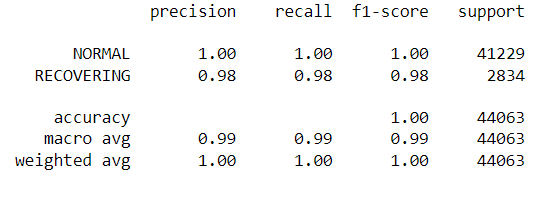 precision recall f1-score support
NORMAL 1.00 1.00 1.00 41229
RECOVERING 0.98 0.98 0.98 2834
accuracy 1.00 44063
macro avg 0.99 0.99 0.99 44063
weighted avg 1.00 1.00 1.00 44063